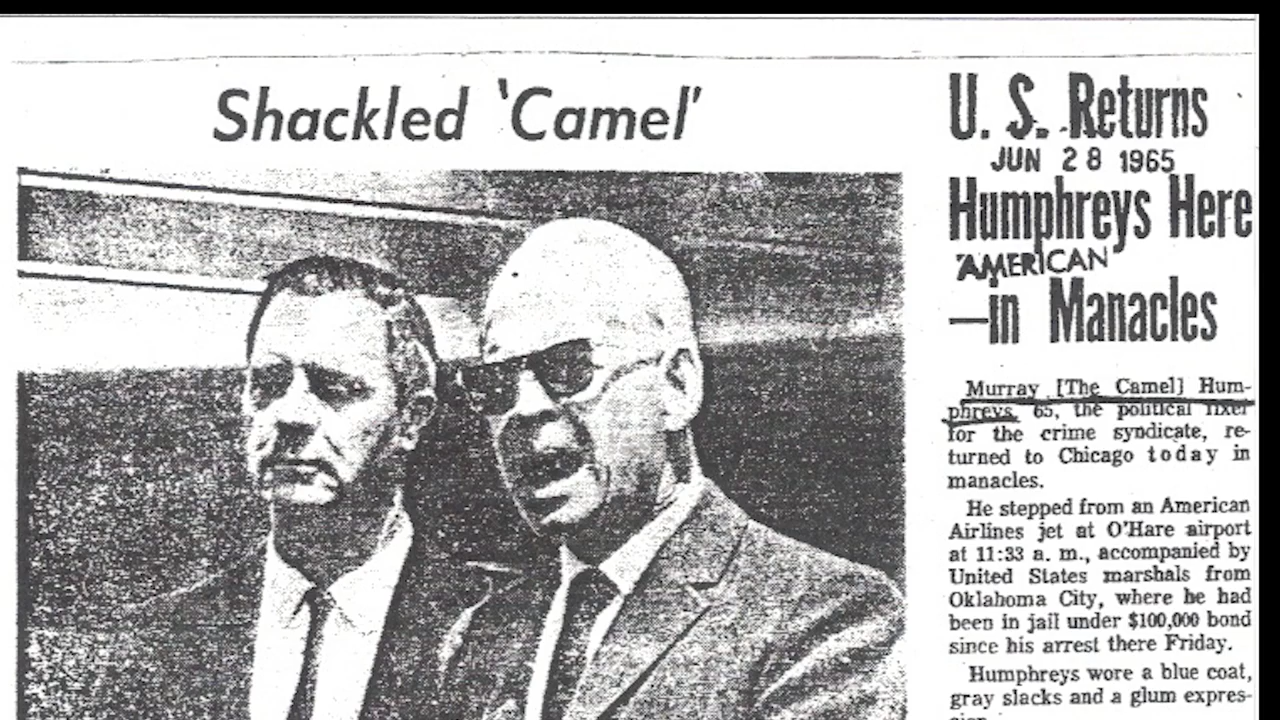 Shackled 'Camel'
U. S. Returns
JUN 28 1965
Humphreys Here
AMERICAN
—in Manacles
Murray [The Camel] Hum-
phreys, 65, the political fixer
for the crime syndicate, re-
turned to Chicago today in
manacles.
He stepped from an American
Airlines jet at O'Hare airport
at 11:33 a. m., accompanied by
United States marshals from
Oklahoma City, where he had
been in jail under $100,000 bond
since his arrest there Friday.
Humphreys wore a blue coat,
gray slacks and a glum expres-